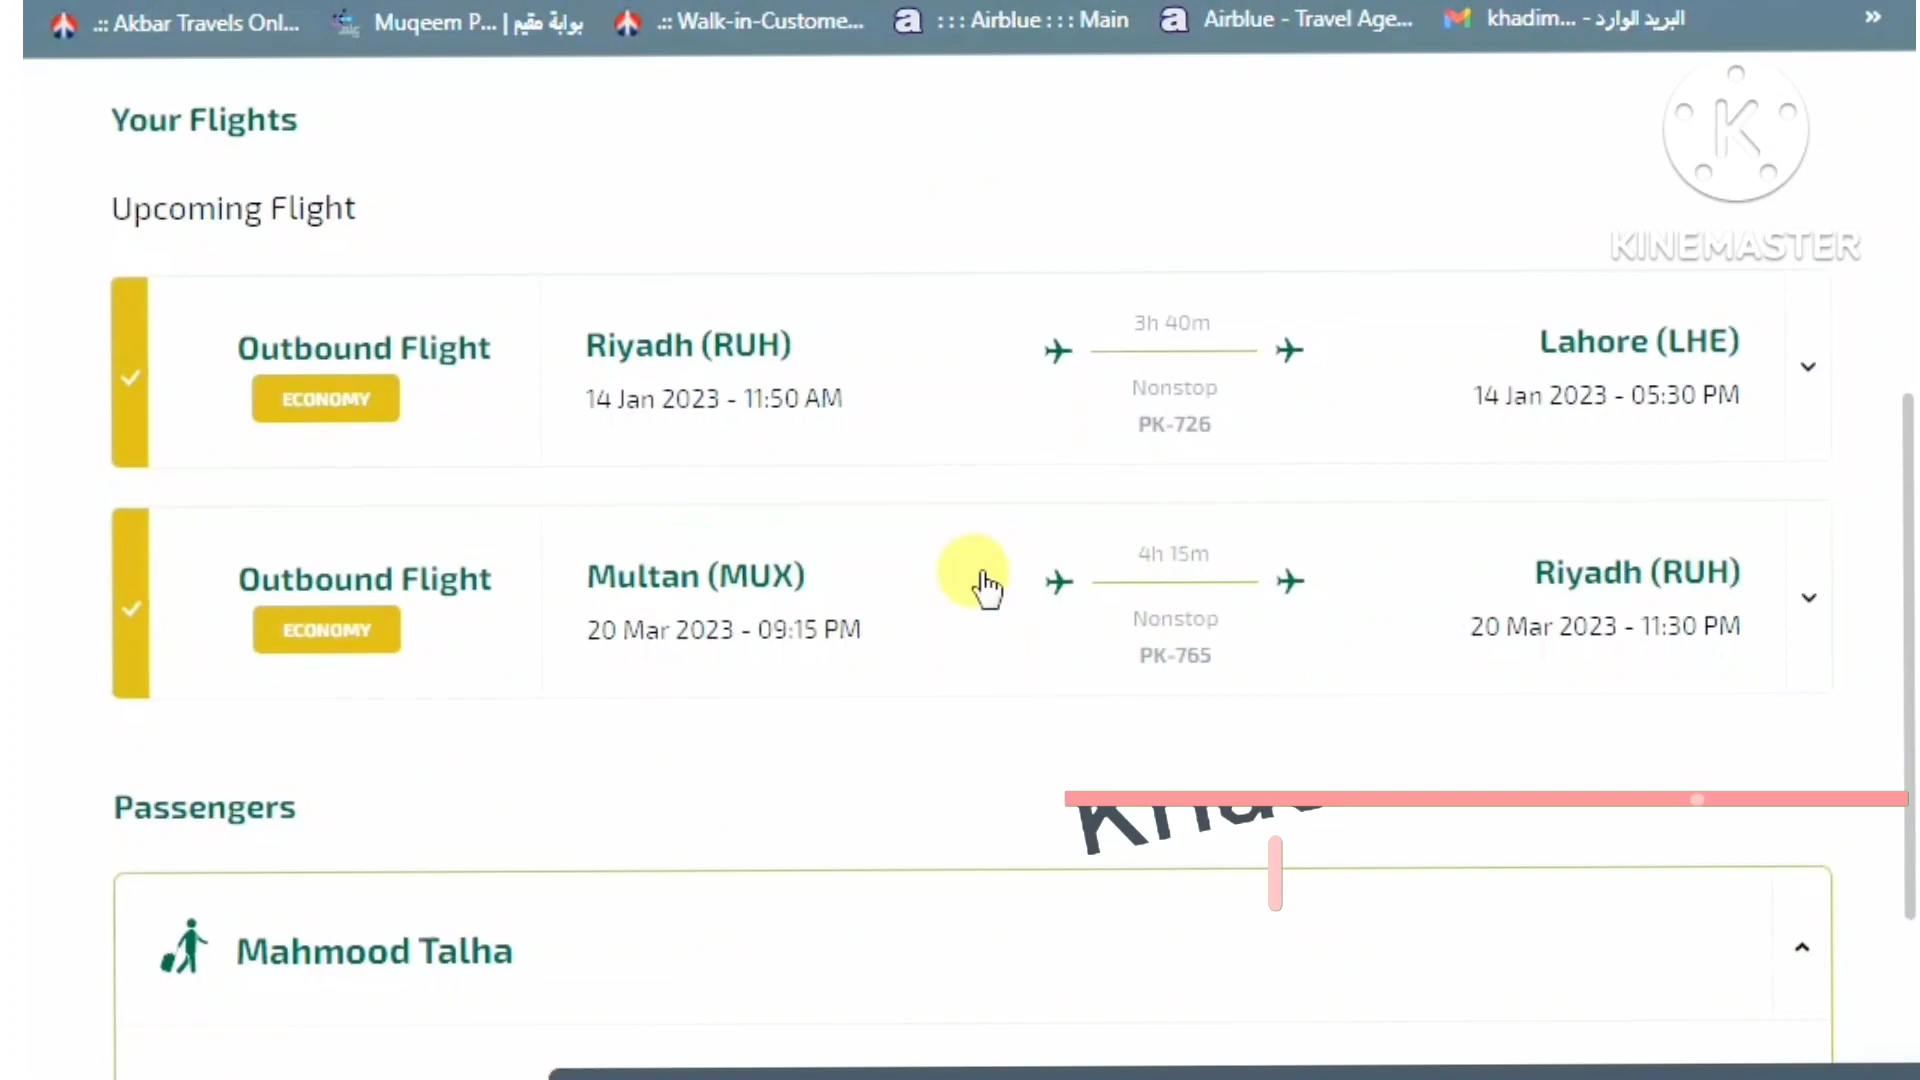 .:: Akbar Travels Onl...
Muqeem P... | بوابة مقيم
.:: Walk-in-Custome...
: : : Airblue : : : Main
Airblue - Travel Age...
khadim... - البريد الوارد
»
Your Flights
KINEMASTER
Upcoming Flight
Outbound Flight
ECONOMY
Riyadh (RUH)
14 Jan 2023 - 11:50 AM
3h 40m
Nonstop
PK-726
Lahore (LHE)
14 Jan 2023 - 05:30 PM
Outbound Flight
ECONOMY
Multan (MUX)
20 Mar 2023 - 09:15 PM
4h 15m
Nonstop
PK-765
Riyadh (RUH)
20 Mar 2023 - 11:30 PM
Passengers
Mahmood Talha